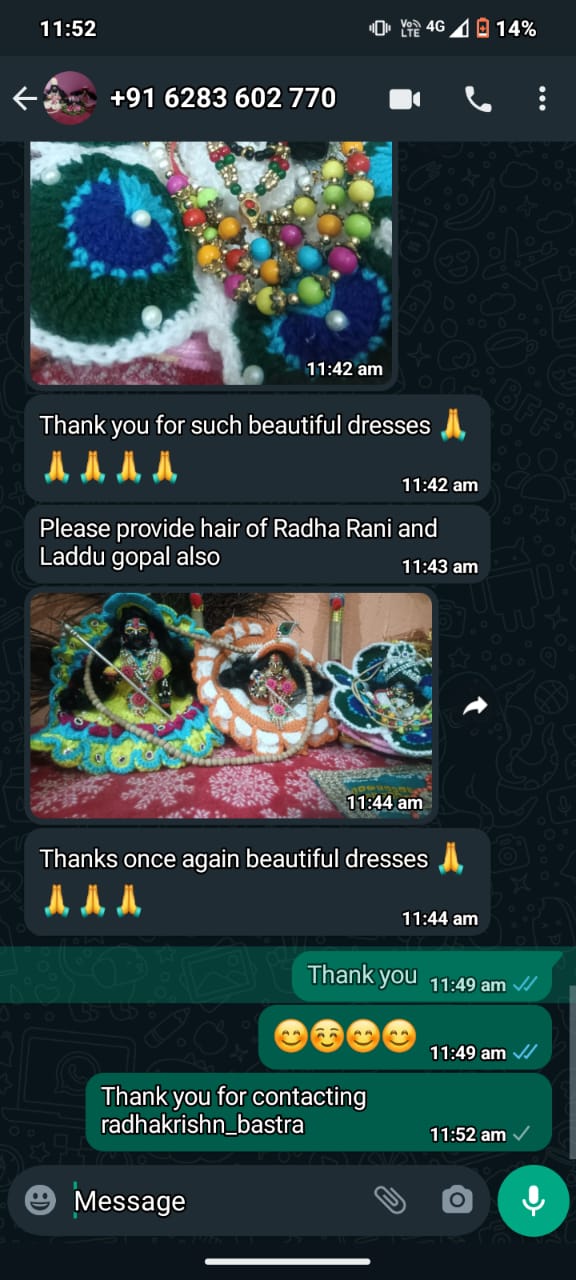 11:52
Vo LTE 4G 14%
+91 6283 602 770
11:42 am
Thank you for such beautiful dresses 🙏
🙏🙏🙏🙏
11:42 am
Please provide hair of Radha Rani and
Laddu gopal also
11:43 am
11:44 am
Thanks once again beautiful dresses 🙏
🙏🙏🙏
11:44 am
Thank you
11:49 am
😊☺️😊😊
11:49 am
Thank you for contacting
radhakrishn_bastra
11:52 am
Message